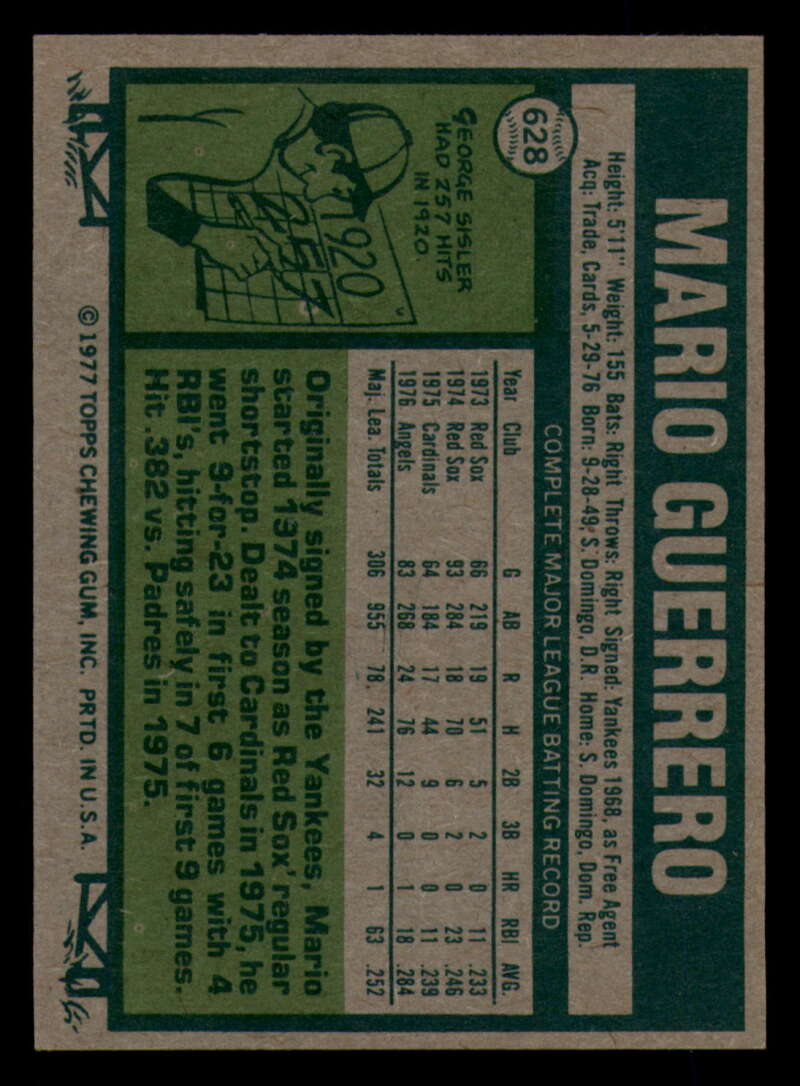 MARIO GUERRERO
Height: 5'11" Weight: 155 Bats: Right Throws: Right Signed: Yankees 1968, as Free Agent
Acq: Trade, Cards, 5-29-76 Born: 9-28-49, S. Domingo, D.R. Home: S. Domingo, Dom. Rep.
628
GEORGE SISLER
HAD 257 HITS
IN 1920.
1920
257
COMPLETE MAJOR LEAGUE BATTING RECORD
Year Club G AB R H 2B 3B HR RBI AVG.
1973 Red Sox 66 219 19 51 5 2 0 11 .233
1974 Red Sox 93 284 18 70 6 2 0 23 .246
1975 Cardinals 64 184 17 44 9 0 0 11 .239
1976 Angels 83 268 24 76 12 0 1 18 .284
Maj. Lea. Totals 306 955 78 241 32 4 1 63 .252
Originally signed by the Yankees, Mario
started 1974 season as Red Sox' regular
shortstop. Dealt to Cardinals in 1975, he
went 9-for-23 in first 6 games with 4
RBI's, hitting safely in 7 of first 9 games.
Hit .382 vs. Padres in 1975.
© 1977 TOPPS CHEWING GUM, INC. PRTD. IN U.S.A.